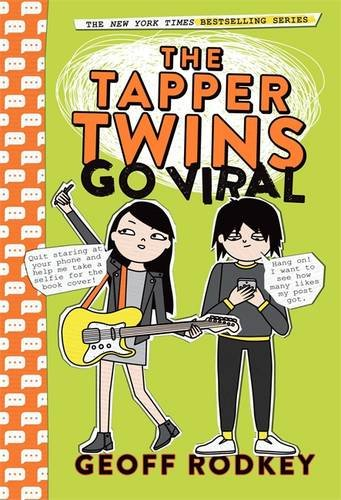 THE NEW YORK TIMES BESTSELLING SERIES
THE
TAPPER
TWINS
GO VIRAL
Quit staring at
your phone and
help me take a
selfie for the
book cover!
Hang on!
I want to
see how
many likes
my post
got.
GEOFF RODKEY